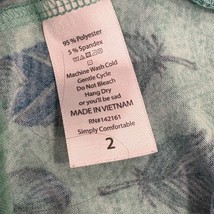 95% Polyester
5% Spandex
Machine Wash Cold
Gentle Cycle
Do Not Bleach
Hang Dry
or you'll be sad
MADE IN VIETNAM
RN#142161
Simply Comfortable
2